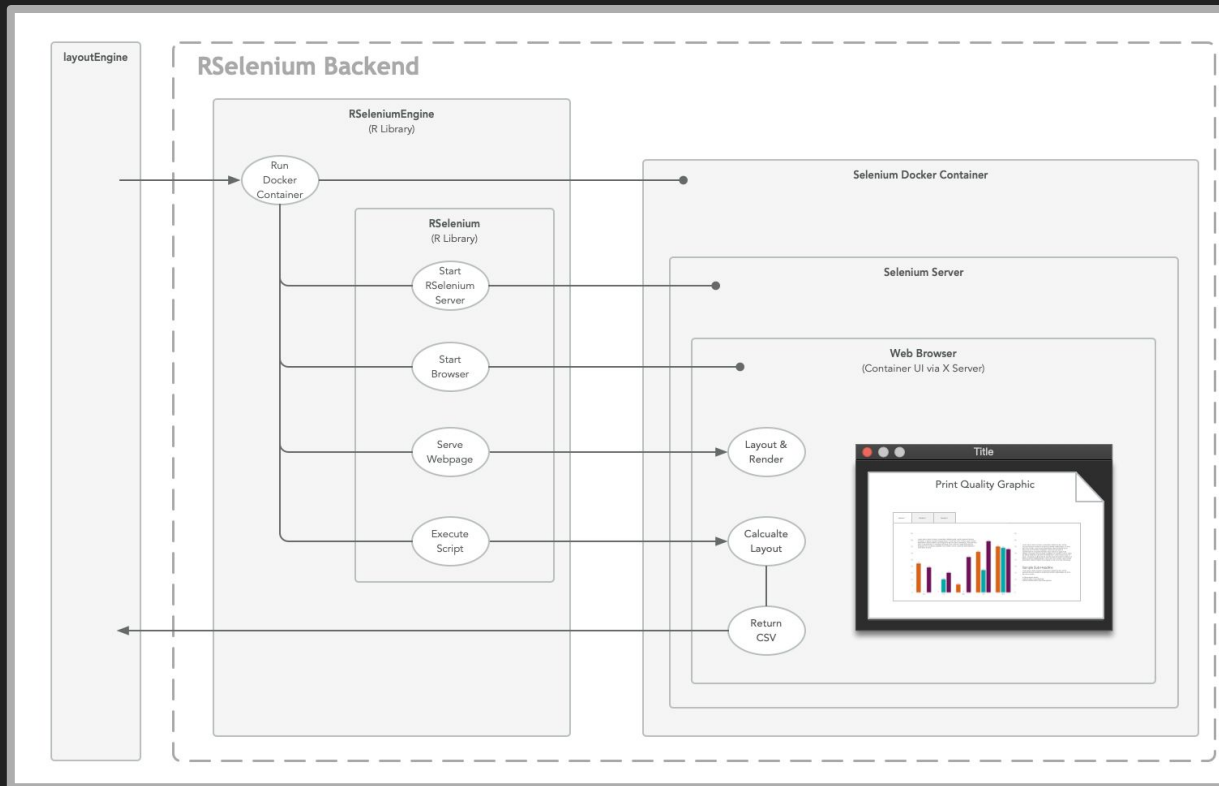 layoutEngine
RSelenium Backend
RSeleniumEngine
(R Library)
Run
Docker
Container
Selenium Docker Container
RSelenium
(R Library)
Start
RSelenium
Server
Selenium Server
Start
Browser
Web Browser
(Container UI via X Server)
Serve
Webpage
Layout &
Render
Title
Print Quality Graphic
Execute
Script
Calcualte
Layout
Return
CSV